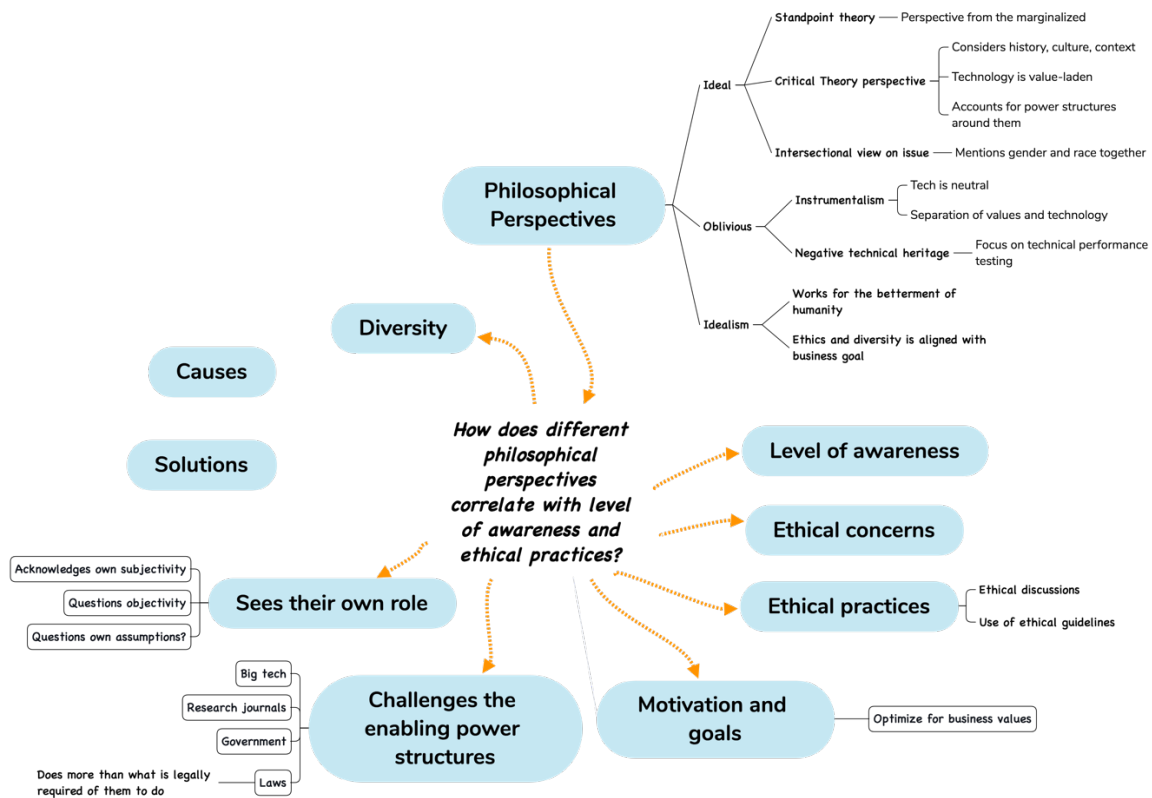 Standpoint theory
Perspective from the marginalized
Considers history, culture, context
Ideal
Critical Theory perspective
Technology is value-laden
Accounts for power structures
around them
Intersectional view on issue
Mentions gender and race together
Philosophical
Perspectives
Tech is neutral
Instrumentalism
Separation of values and technology
Oblivious
Negative technical heritage
Focus on technical performance
testing
Works for the betterment of
humanity
Idealism
Ethics and diversity is aligned with
business goal
Diversity
Causes
Solutions
How does different
philosophical
perspectives
correlate with level
of awareness and
ethical practices?
Level of awareness
Ethical concerns
Ethical practices
Ethical discussions
Use of ethical guidelines
Acknowledges own subjectivity
Questions objectivity
Questions own assumptions?
Sees their own role
Big tech
Research journals
Government
Laws
Does more than what is legally
required of them to do
Challenges the
enabling power
structures
Motivation and
goals
Optimize for business values